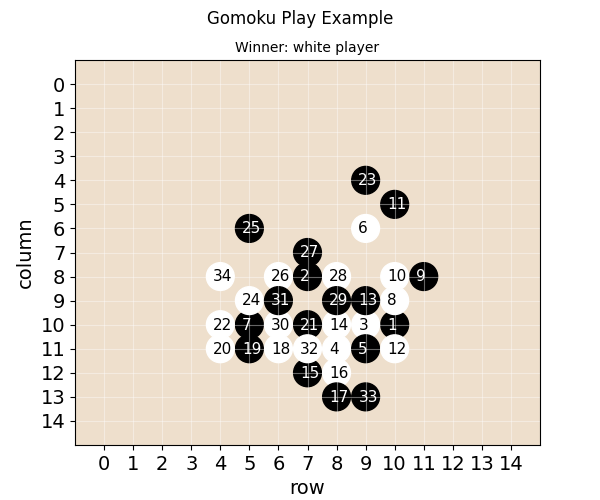 Gomoku Play Example
Winner: white player
0
1
2
3
4 23
5 11
6 25 6
7 27
8 34 26 2 28 10 9
9 24 31 29 13 8
10 22 7 30 21 14 3 1
11 20 19 18 32 4 5 12
12 15 16
13 17 33
14
column
0 1 2 3 4 5 6 7 8 9 10 11 12 13 14
row